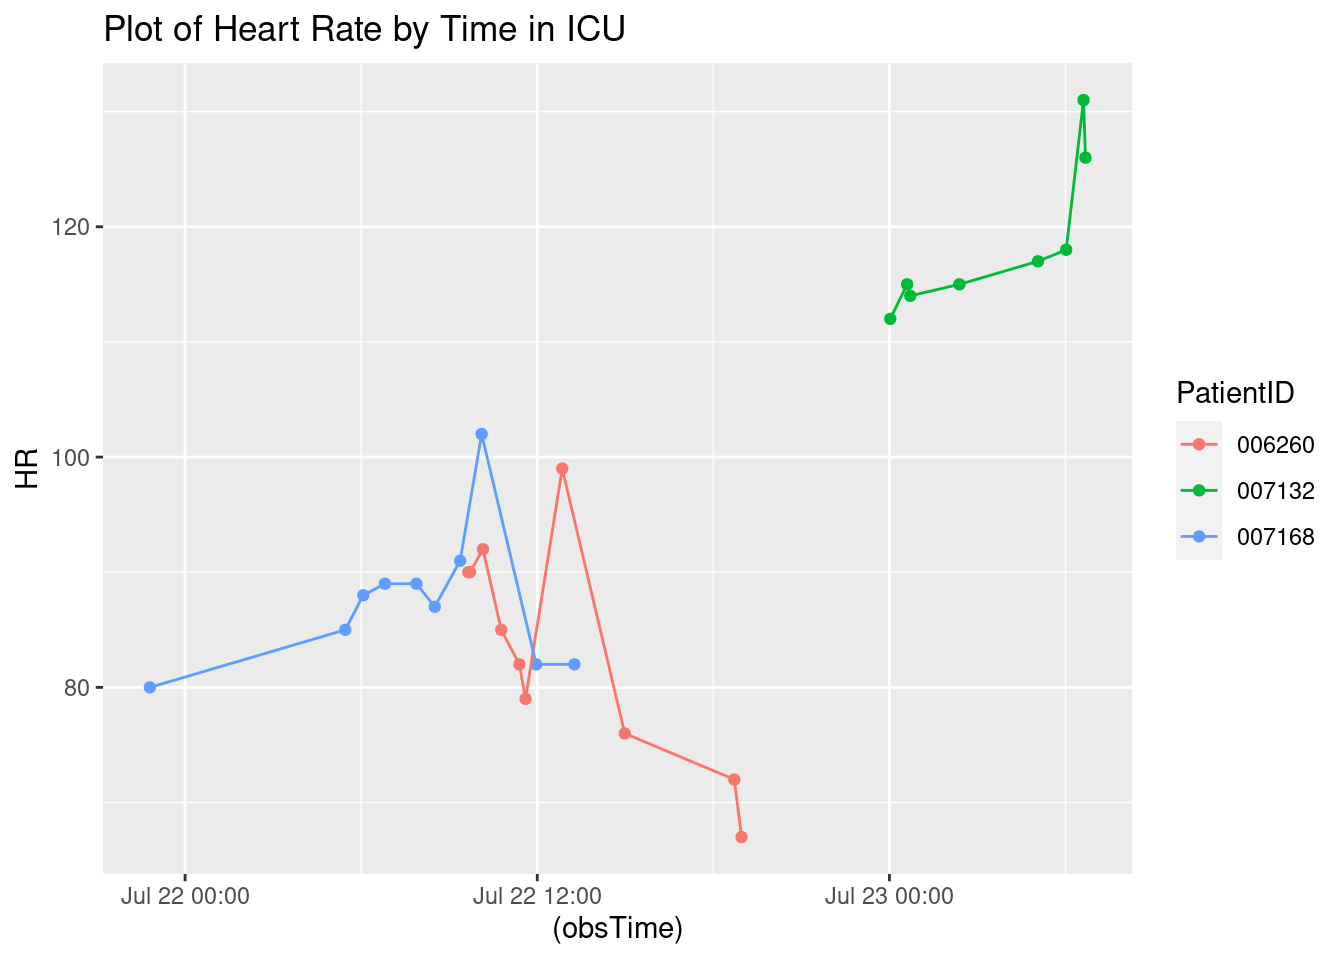 Plot of Heart Rate by Time in ICU
HR
120
100
80
Jul 22 00:00
Jul 22 12:00
Jul 23 00:00
(obsTime)
PatientID
006260
007132
007168